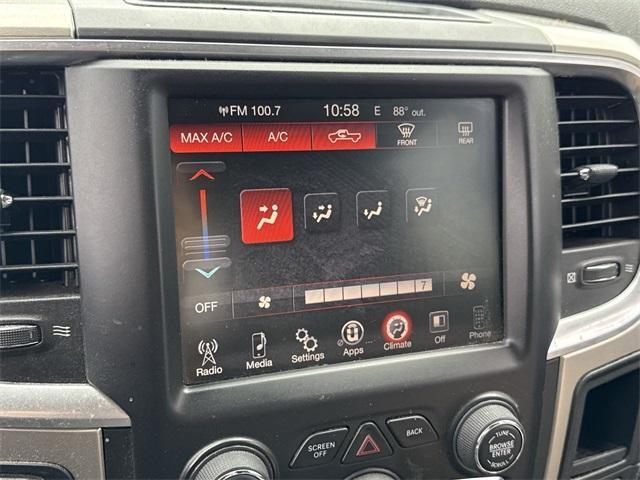 FM 100.7 10:58 E 88° out.
MAX A/C A/C FRONT REAR
OFF 7
Radio Media Settings Apps Climate Off Phone
SCREEN OFF BACK
TUNE
BROWSE
ENTER
SCROLL